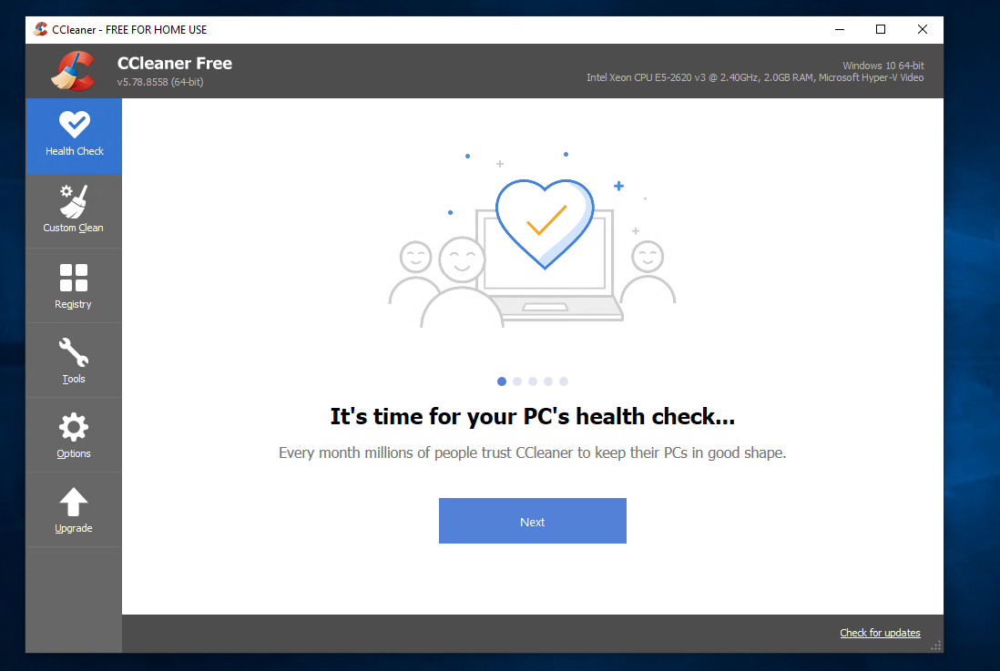 CCleaner - FREE FOR HOME USE
CCleaner Free
v5.78.8558 (64-bit)
Windows 10 64-bit
Intel Xeon CPU E5-2620 v3 @ 2.40GHz, 2.0GB RAM, Microsoft Hyper-V Video
Health Check
Custom Clean
Registry
Tools
Options
Upgrade
It's time for your PC's health check...
Every month millions of people trust CCleaner to keep their PCs in good shape.
Next
Check for updates